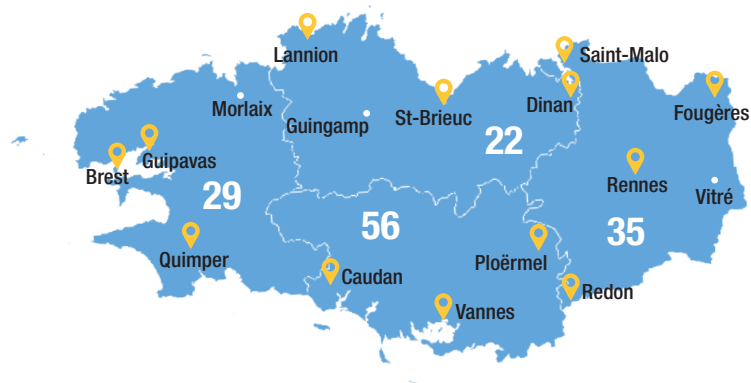 Lannion
Saint-Malo
Morlaix
Guingamp
St-Brieuc
Dinan
Fougères
22
Guipavas
Brest
Rennes
Vitré
29
56
35
Quimper
Ploërmel
Caudan
Redon
Vannes